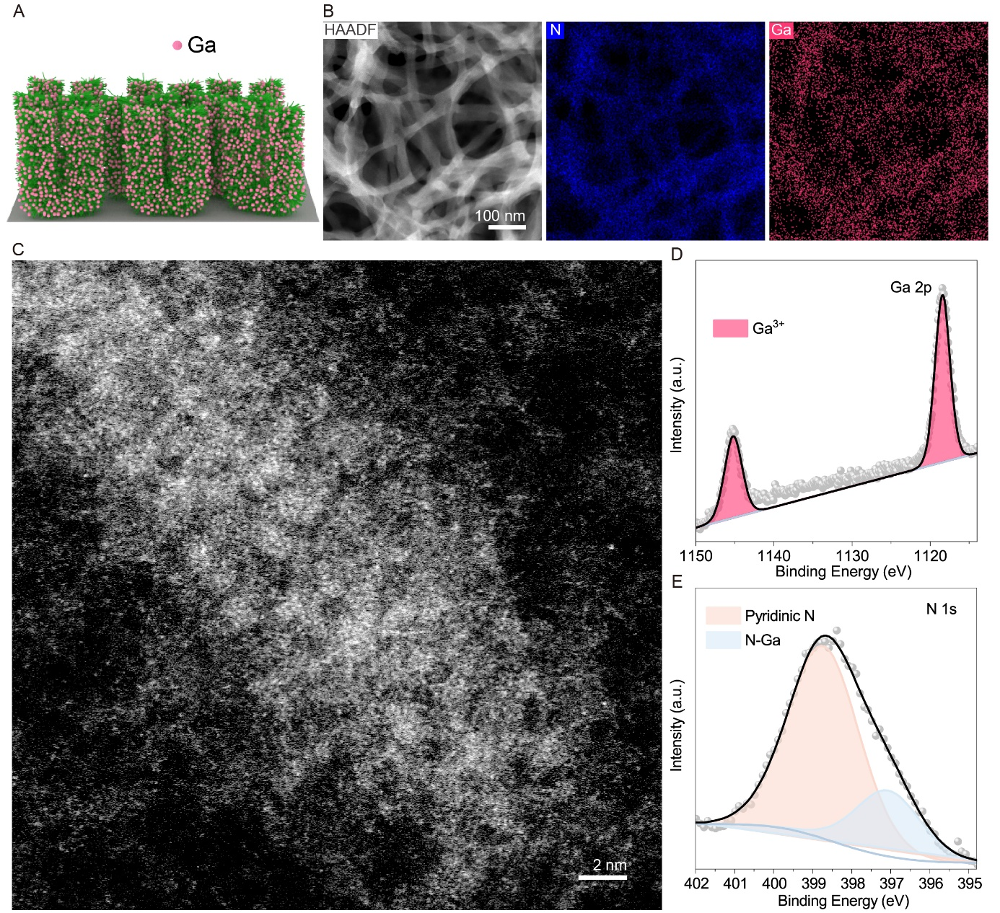 A
Ga
B
HAADF
N
Ga
100 nm
C
2 nm
D
Ga 2p
Ga³⁺
Intensity (a.u.)
1150 1140 1130 1120
Binding Energy (eV)
E
Pyridinic N
N 1s
N-Ga
Intensity (a.u.)
402 401 400 399 398 397 396 395
Binding Energy (eV)